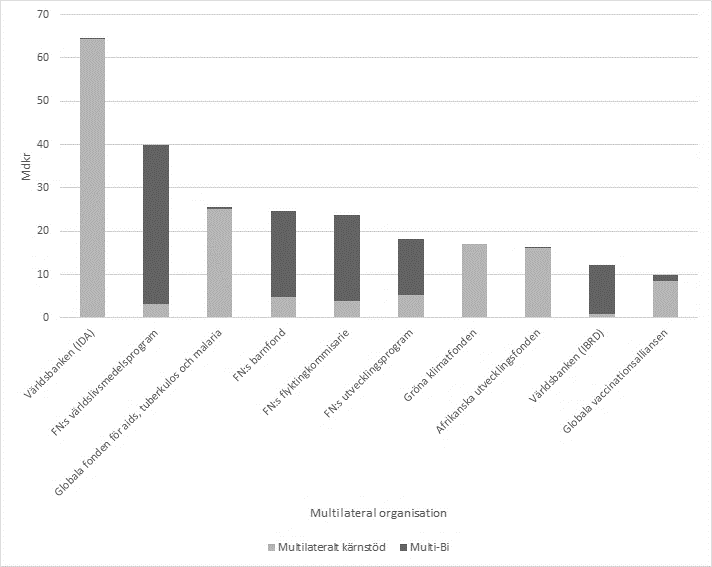 70
60
50
40
30
20
10
0
Mdkr
Världsbanken (IDA)
FN:s världslivsmedelsprogram
Globala fonden för aids, tuberkulos och malaria
FN:s barnfond
FN:s flyktingkommisarie
FN:s utvecklingsprogram
Gröna klimatfonden
Afrikanska utvecklingsfonden
Världsbanken (IBRD)
Globala vaccinationsalliansen
Multilateral organisation
Multilateralt kärnstöd
Multi-Bi